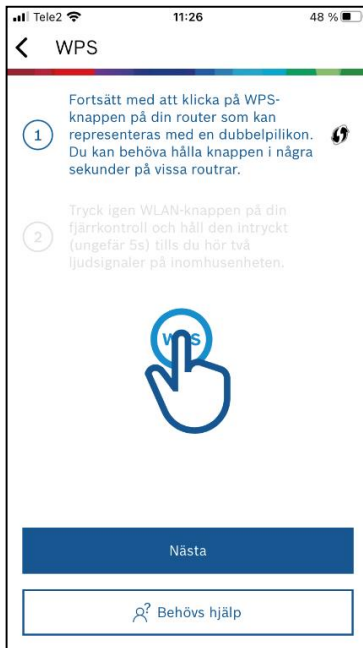 Tele2 11:26 48 %
WPS
1 Fortsätt med att klicka på WPS-
knappen på din router som kan
representeras med en dubbelpilikon.
Du kan behöva hålla knappen i några
sekunder på vissa routrar.
2 Tryck igen WLAN-knappen på din
fjärrkontroll och håll den intryckt
(ungefär 5s) tills du hör två
ljudsignaler på inomhusenheten.
Nästa
Behövs hjälp